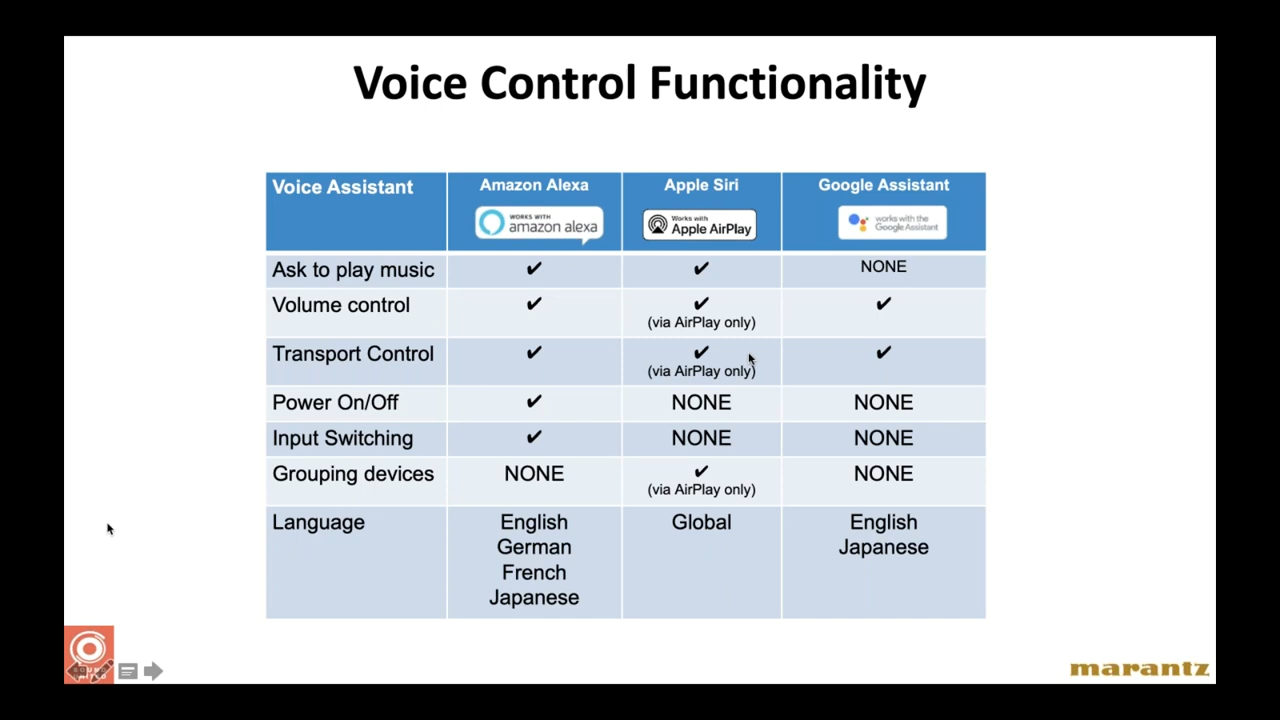 Voice Control Functionality
Voice Assistant
Amazon Alexa
Apple Siri
Google Assistant
WORKS WITH
amazon alexa
Works with
Apple AirPlay
works with the
Google Assistant
Ask to play music ✔ ✔ NONE
Volume control ✔ ✔ ✔
(via AirPlay only)
Transport Control ✔ ✔ ✔
(via AirPlay only)
Power On/Off ✔ NONE NONE
Input Switching ✔ NONE NONE
Grouping devices NONE ✔ NONE
(via AirPlay only)
Language English Global English
German Japanese
French
Japanese
marantz